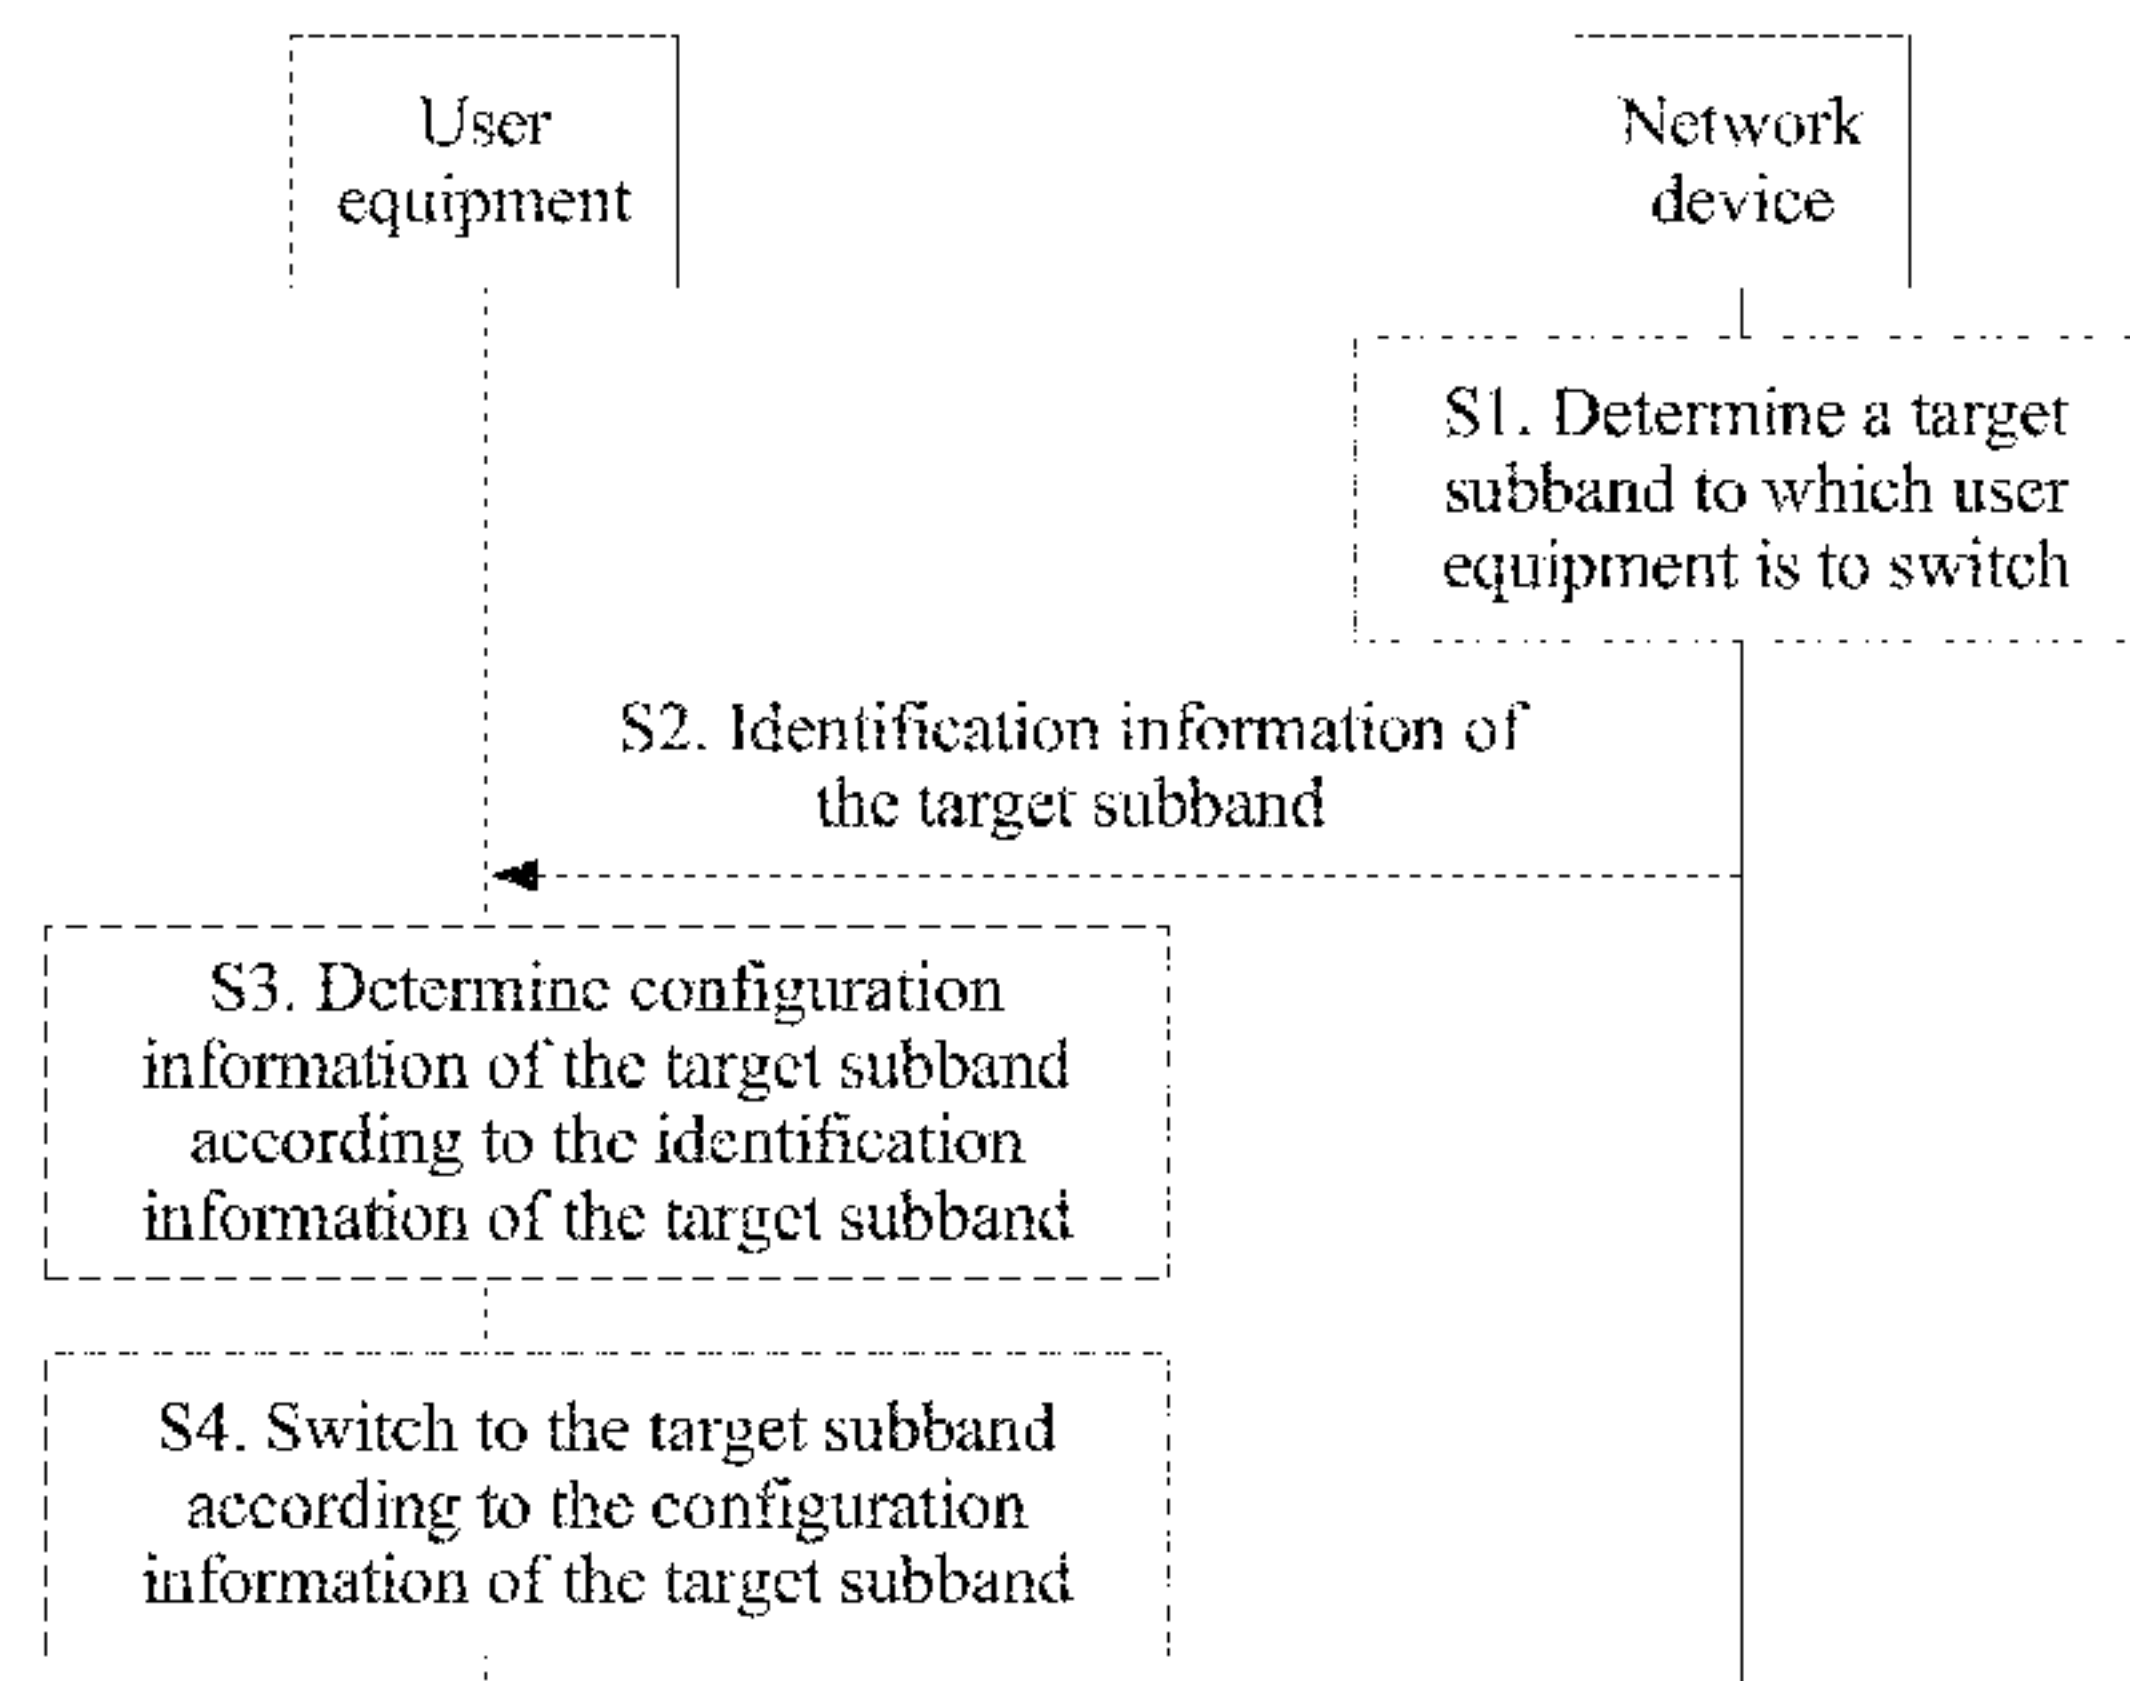 User
equipment
Network
device
S1. Determine a target
subband to which user
equipment is to switch
S2. Identification information of
the target subband
S3. Determine configuration
information of the target subband
according to the identification
information of the target subband
S4. Switch to the target subband
according to the configuration
information of the target subband